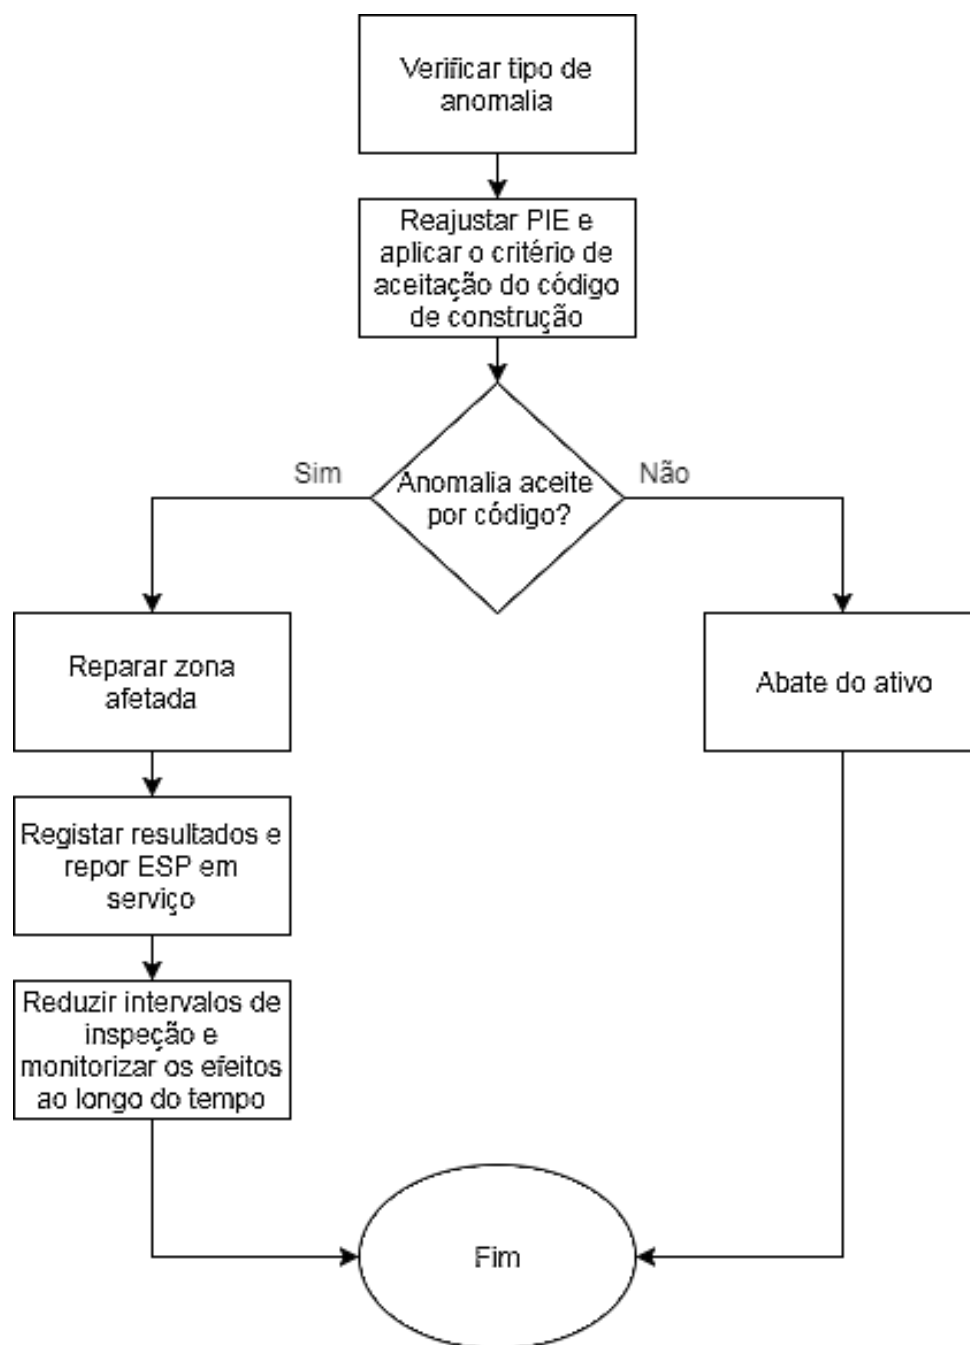 Verificar tipo de
anomalia
Reajustar PIE e
aplicar o critério de
aceitação do código
de construção
Sim
Anomalia aceite
por código?
Não
Reparar zona
afetada
Abate do ativo
Registar resultados e
repor ESP em
serviço
Reduzir intervalos de
inspeção e
monitorizar os efeitos
ao longo do tempo
Fim